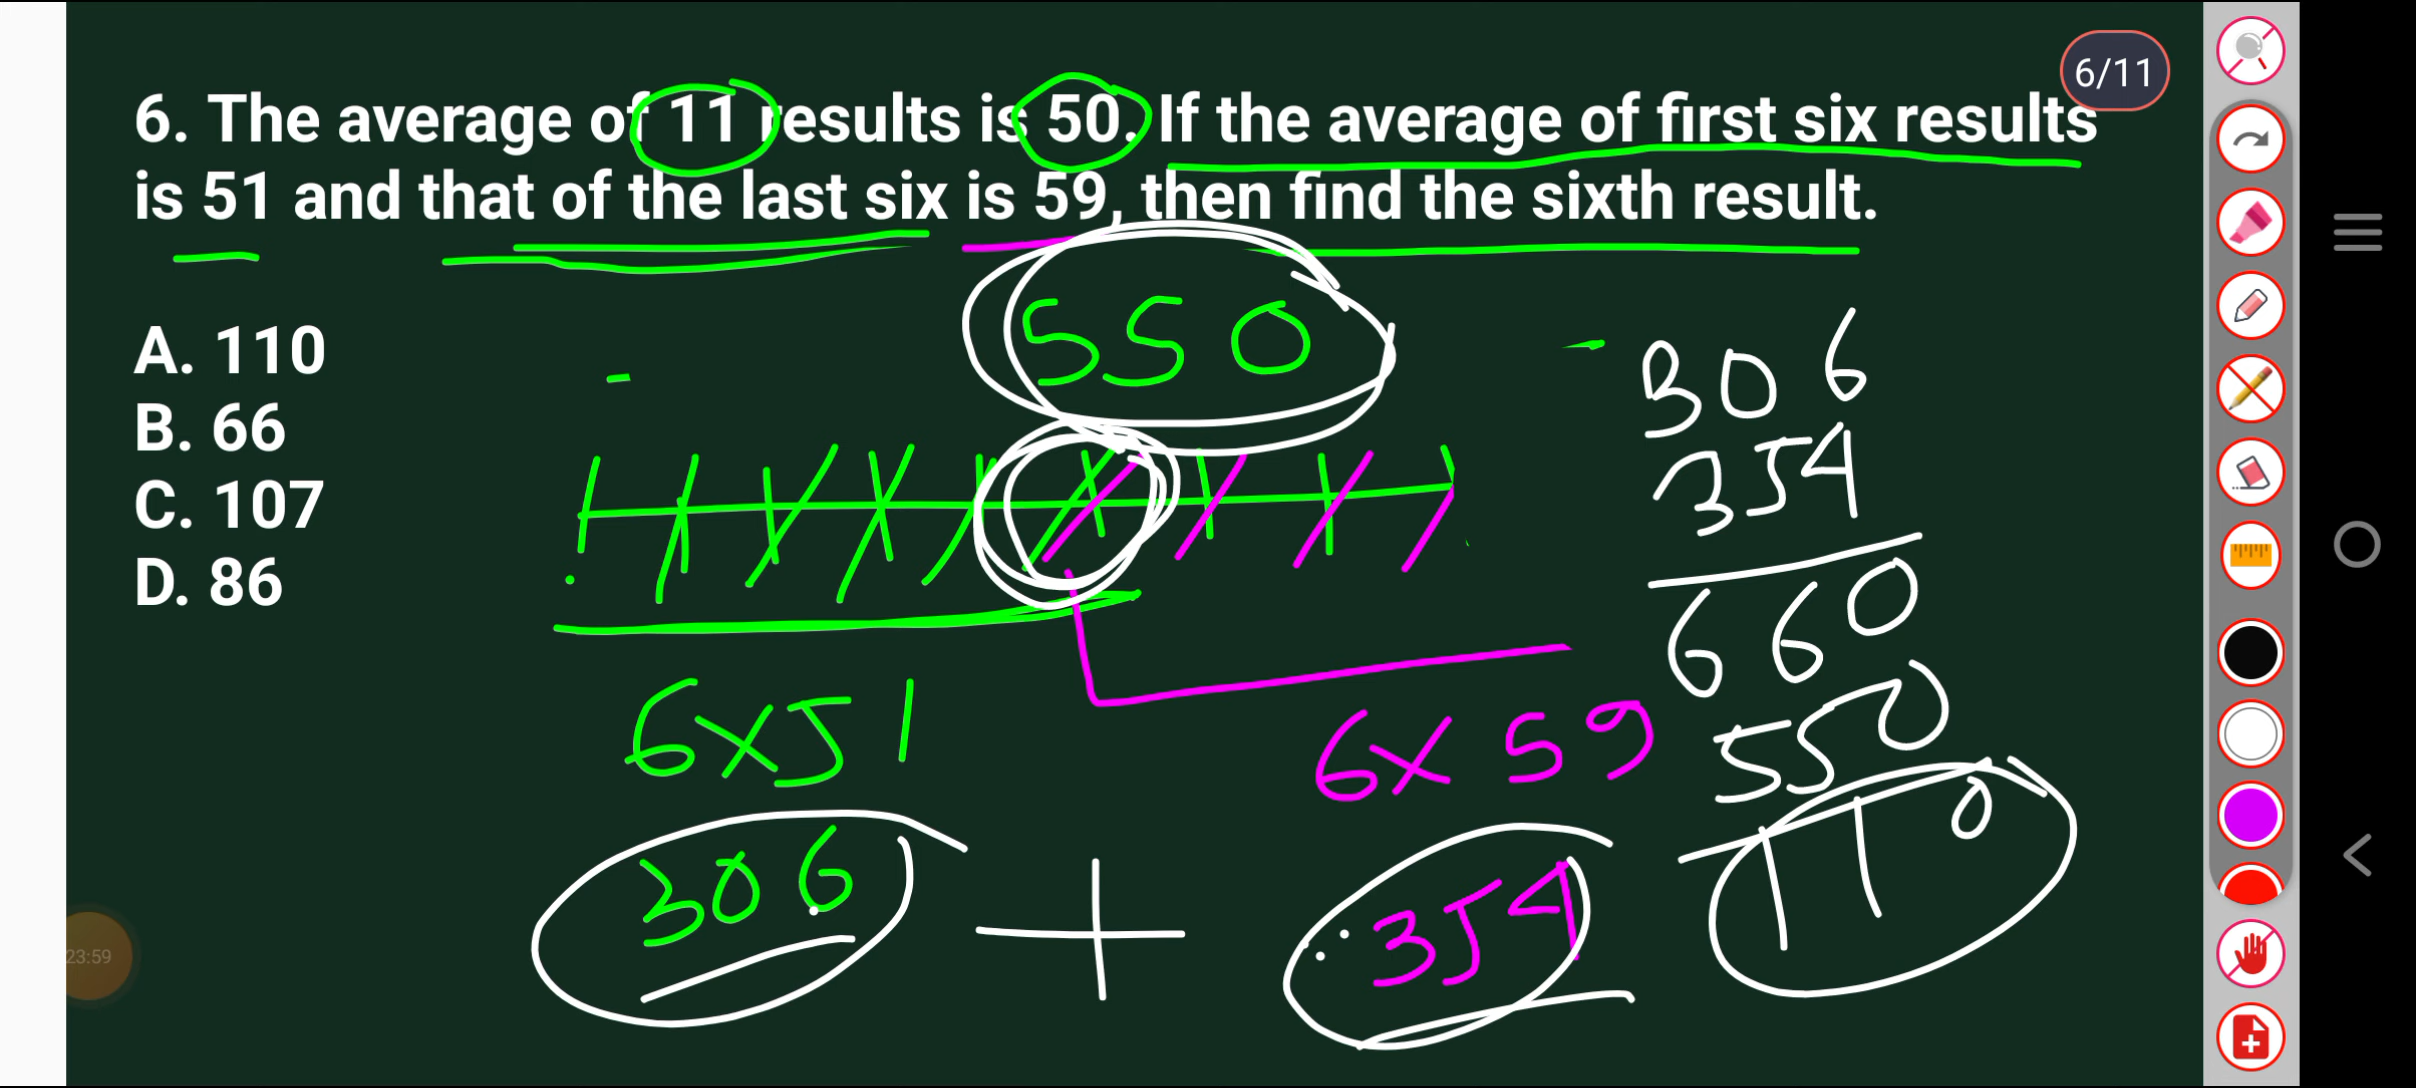 6/11
6. The average of 11 results is 50. If the average of first six results
is 51 and that of the last six is 59, then find the sixth result.
A. 110
B. 66
C. 107
D. 86
550
306
354
660
550
110
6x51
6x59
306 + 354
23:59